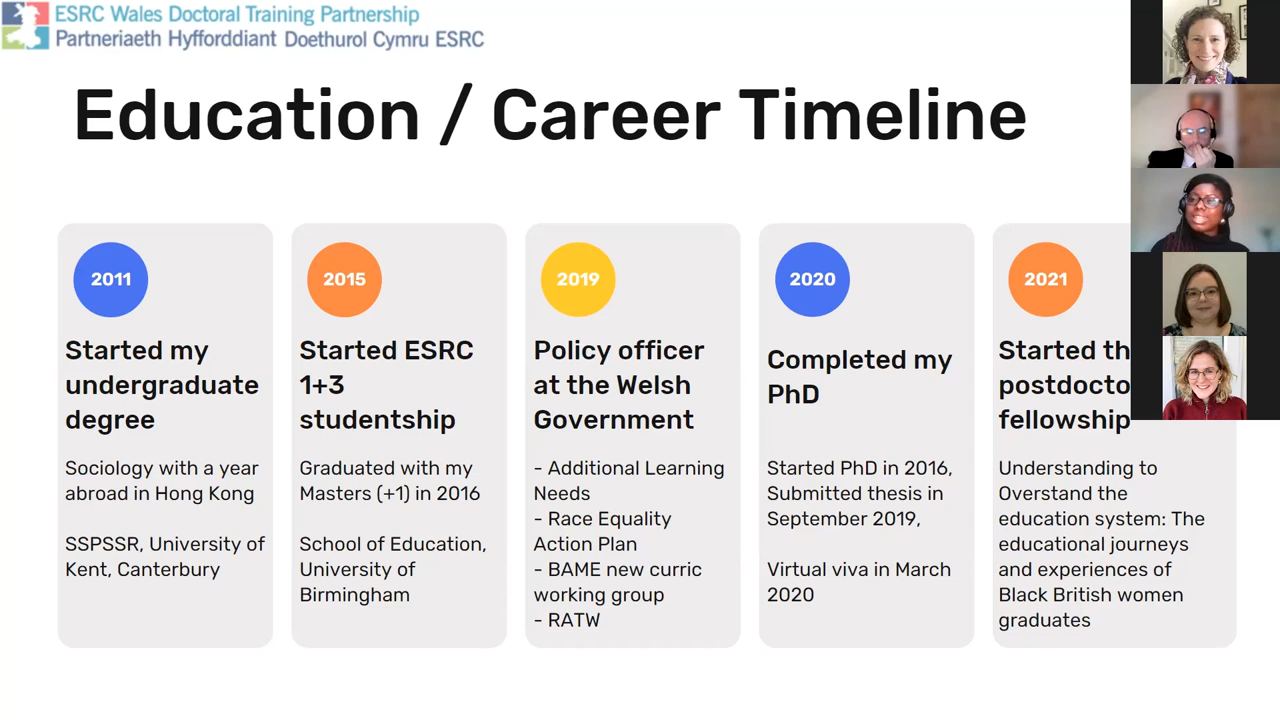 ESRC Wales Doctoral Training Partnership
Partneriaeth Hyfforddiant Doethurol Cymru ESRC
Education / Career Timeline
2011
Started my
undergraduate
degree
Sociology with a year
abroad in Hong Kong
SSPSSR, University of
Kent, Canterbury
2015
Started ESRC
1+3
studentship
Graduated with my
Masters (+1) in 2016
School of Education,
University of
Birmingham
2019
Policy officer
at the Welsh
Government
- Additional Learning
Needs
- Race Equality
Action Plan
- BAME new curric
working group
- RATW
2020
Completed my
PhD
Started PhD in 2016,
Submitted thesis in
September 2019,
Virtual viva in March
2020
2021
Started
fellowship
Understanding to
Overstand the
education system: The
educational journeys
and experiences of
Black British women
graduates